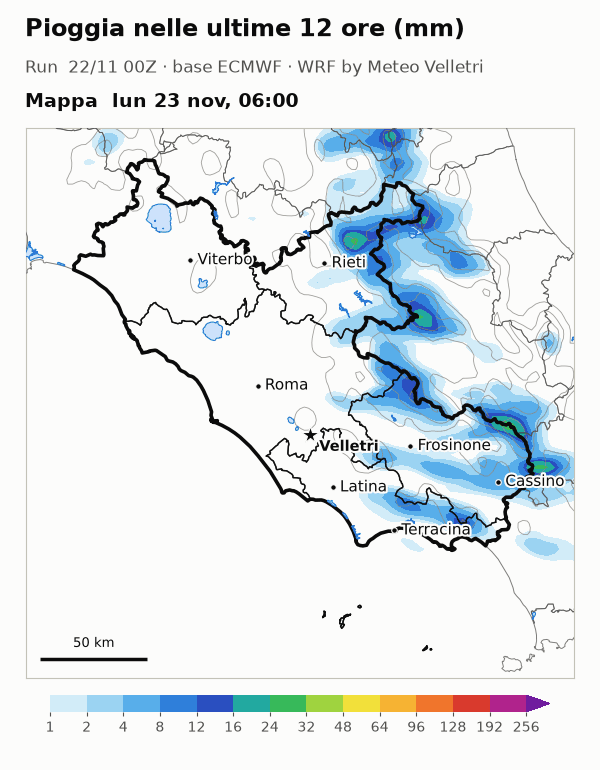 Pioggia nelle ultime 12 ore (mm)
Run 22/11 00Z · base ECMWF · WRF by Meteo Velletri
Mappa lun 23 nov, 06:00
Viterbo
Rieti
Roma
Velletri
Frosinone
Latina
Cassino
Terracina
50 km
1 2 4 8 12 16 24 32 48 64 96 128 192 256